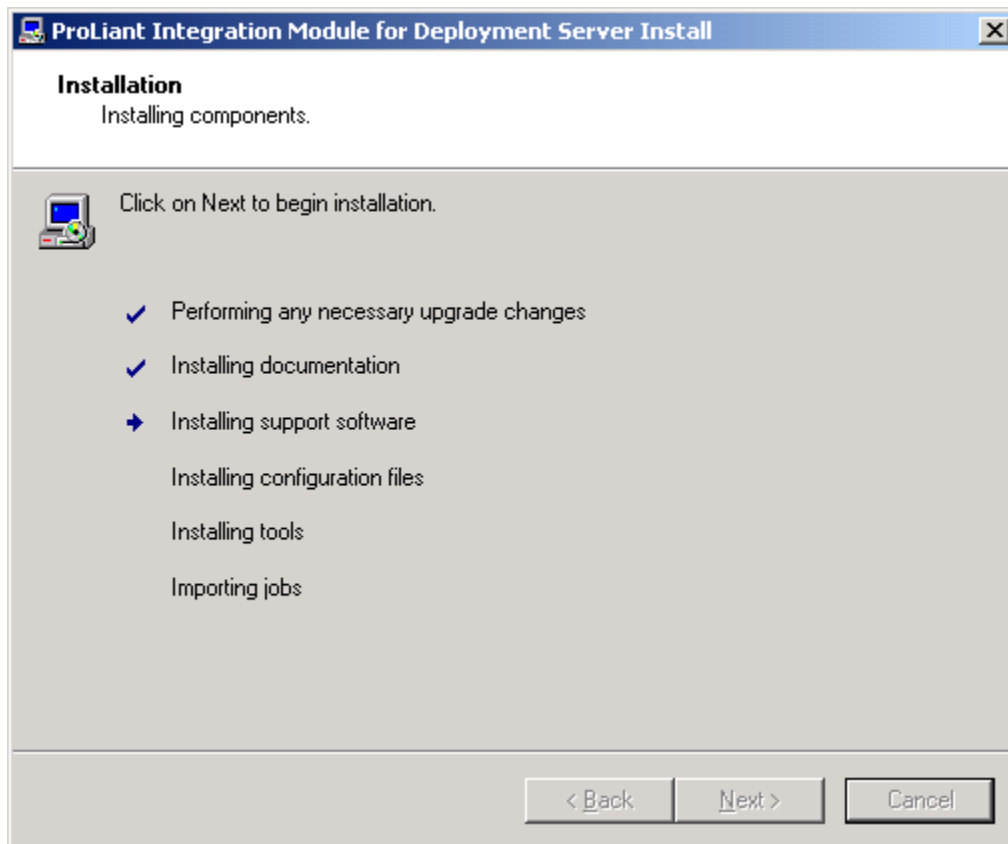 ProLiant Integration Module for Deployment Server Install
Installation
Installing components.
Click on Next to begin installation.
Performing any necessary upgrade changes
Installing documentation
Installing support software
Installing configuration files
Installing tools
Importing jobs
< Back
Next >
Cancel